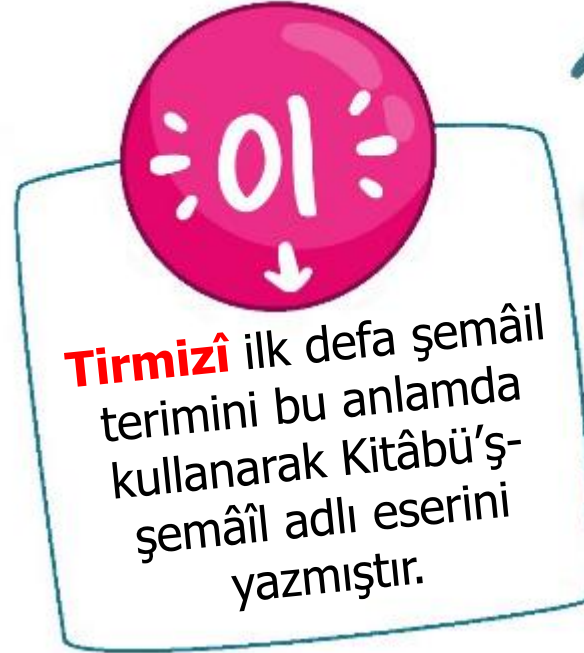 01
Tirmizî ilk defa şemâil
terimini bu anlamda
kullanarak Kitâbü’ş-
şemâîl adlı eserini
yazmıştır.